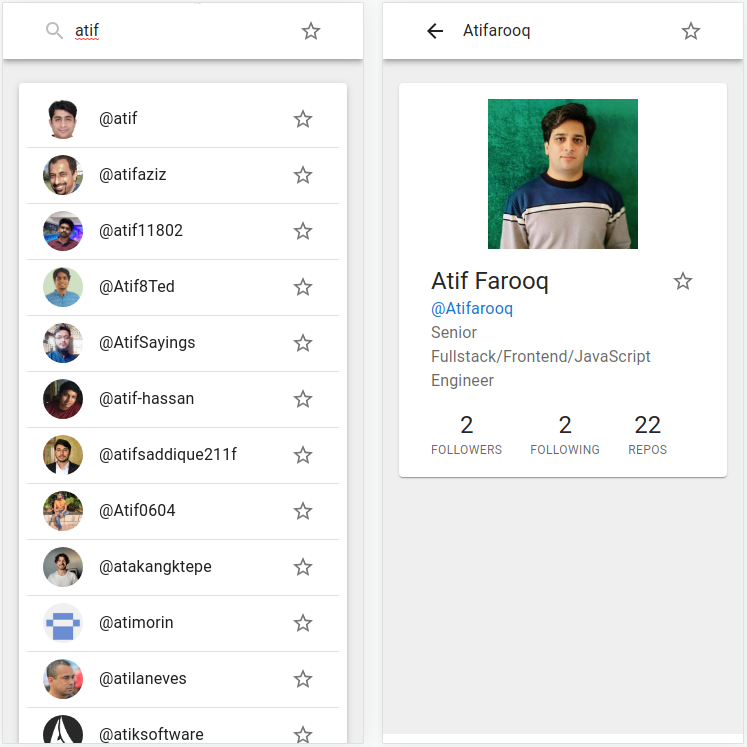 atif
@atif
@atifaziz
@atif11802
@Atif8Ted
@AtifSayings
@atif-hassan
@atifsaddique211f
@Atif0604
@atakangktepe
@atimorin
@atilaneves
@atiksoftware
Atifarooq
Atif Farooq
@Atifarooq
Senior
Fullstack/Frontend/JavaScript
Engineer
2 2 22
FOLLOWERS FOLLOWING REPOS